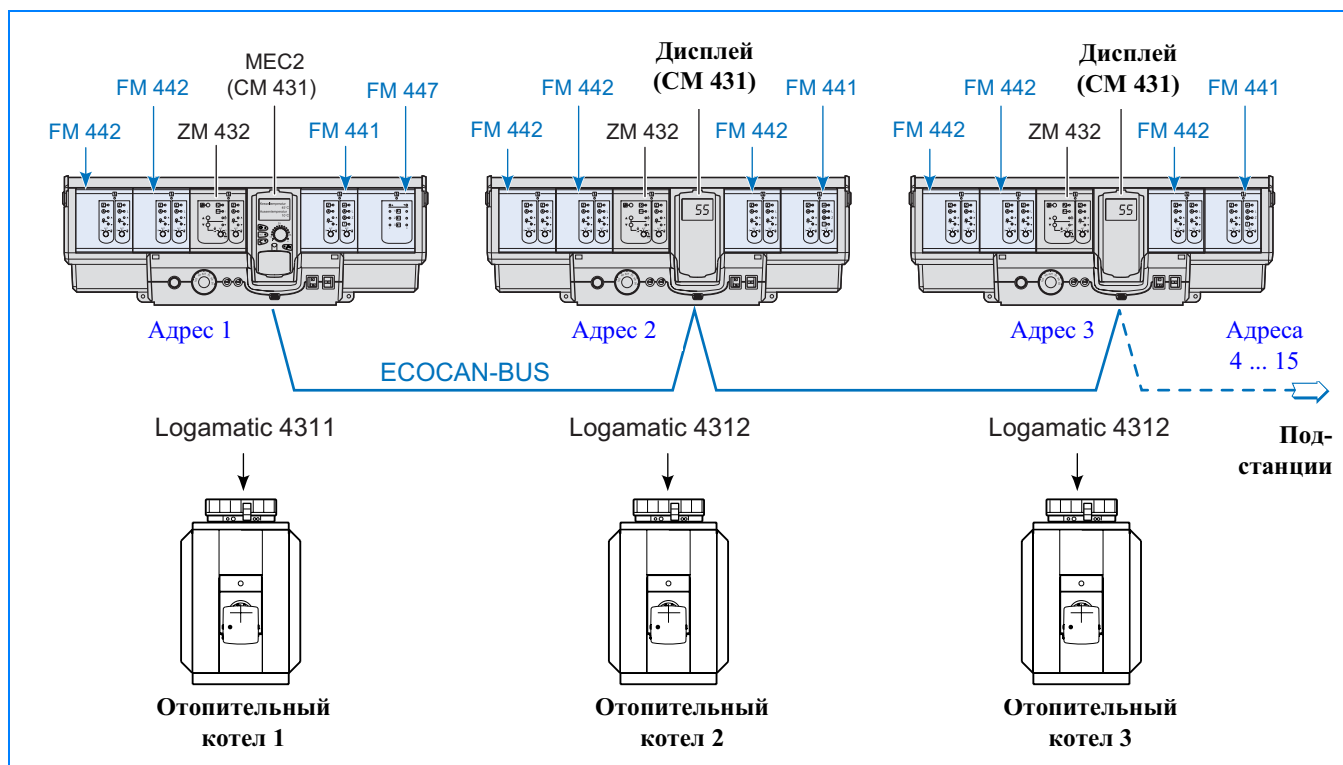 MEC2
(CM 431)
FM 442
FM 447
FM 442
ZM 432
FM 441
Дисплей
(CM 431)
FM 442
FM 441
FM 442
ZM 432
FM 442
Дисплей
(CM 431)
FM 442
FM 441
FM 442
ZM 432
FM 442
55
55
Адрес 1
Адрес 2
Адрес 3
Адреса
4 ... 15
ECOCAN-BUS
Logamatic 4311
Logamatic 4312
Logamatic 4312
Под-
станции
Отопительный
котел 1
Отопительный
котел 2
Отопительный
котел 3